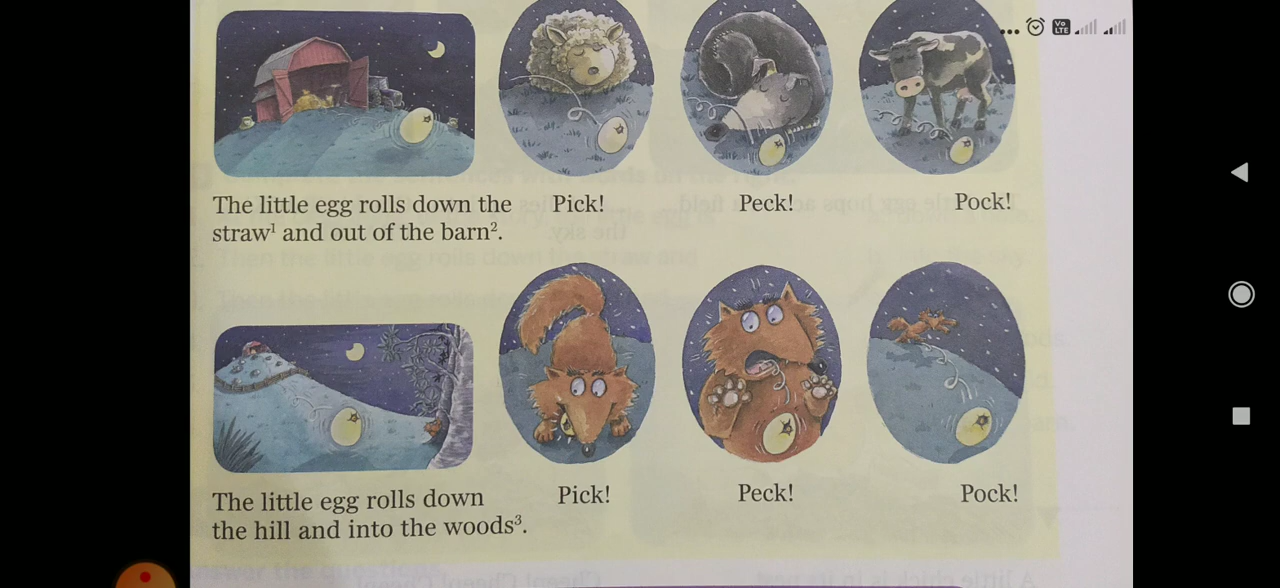 The little egg rolls down the
straw¹ and out of the barn².
Pick!
Peck!
Pock!
The little egg rolls down
the hill and into the woods³.
Pick!
Peck!
Pock!